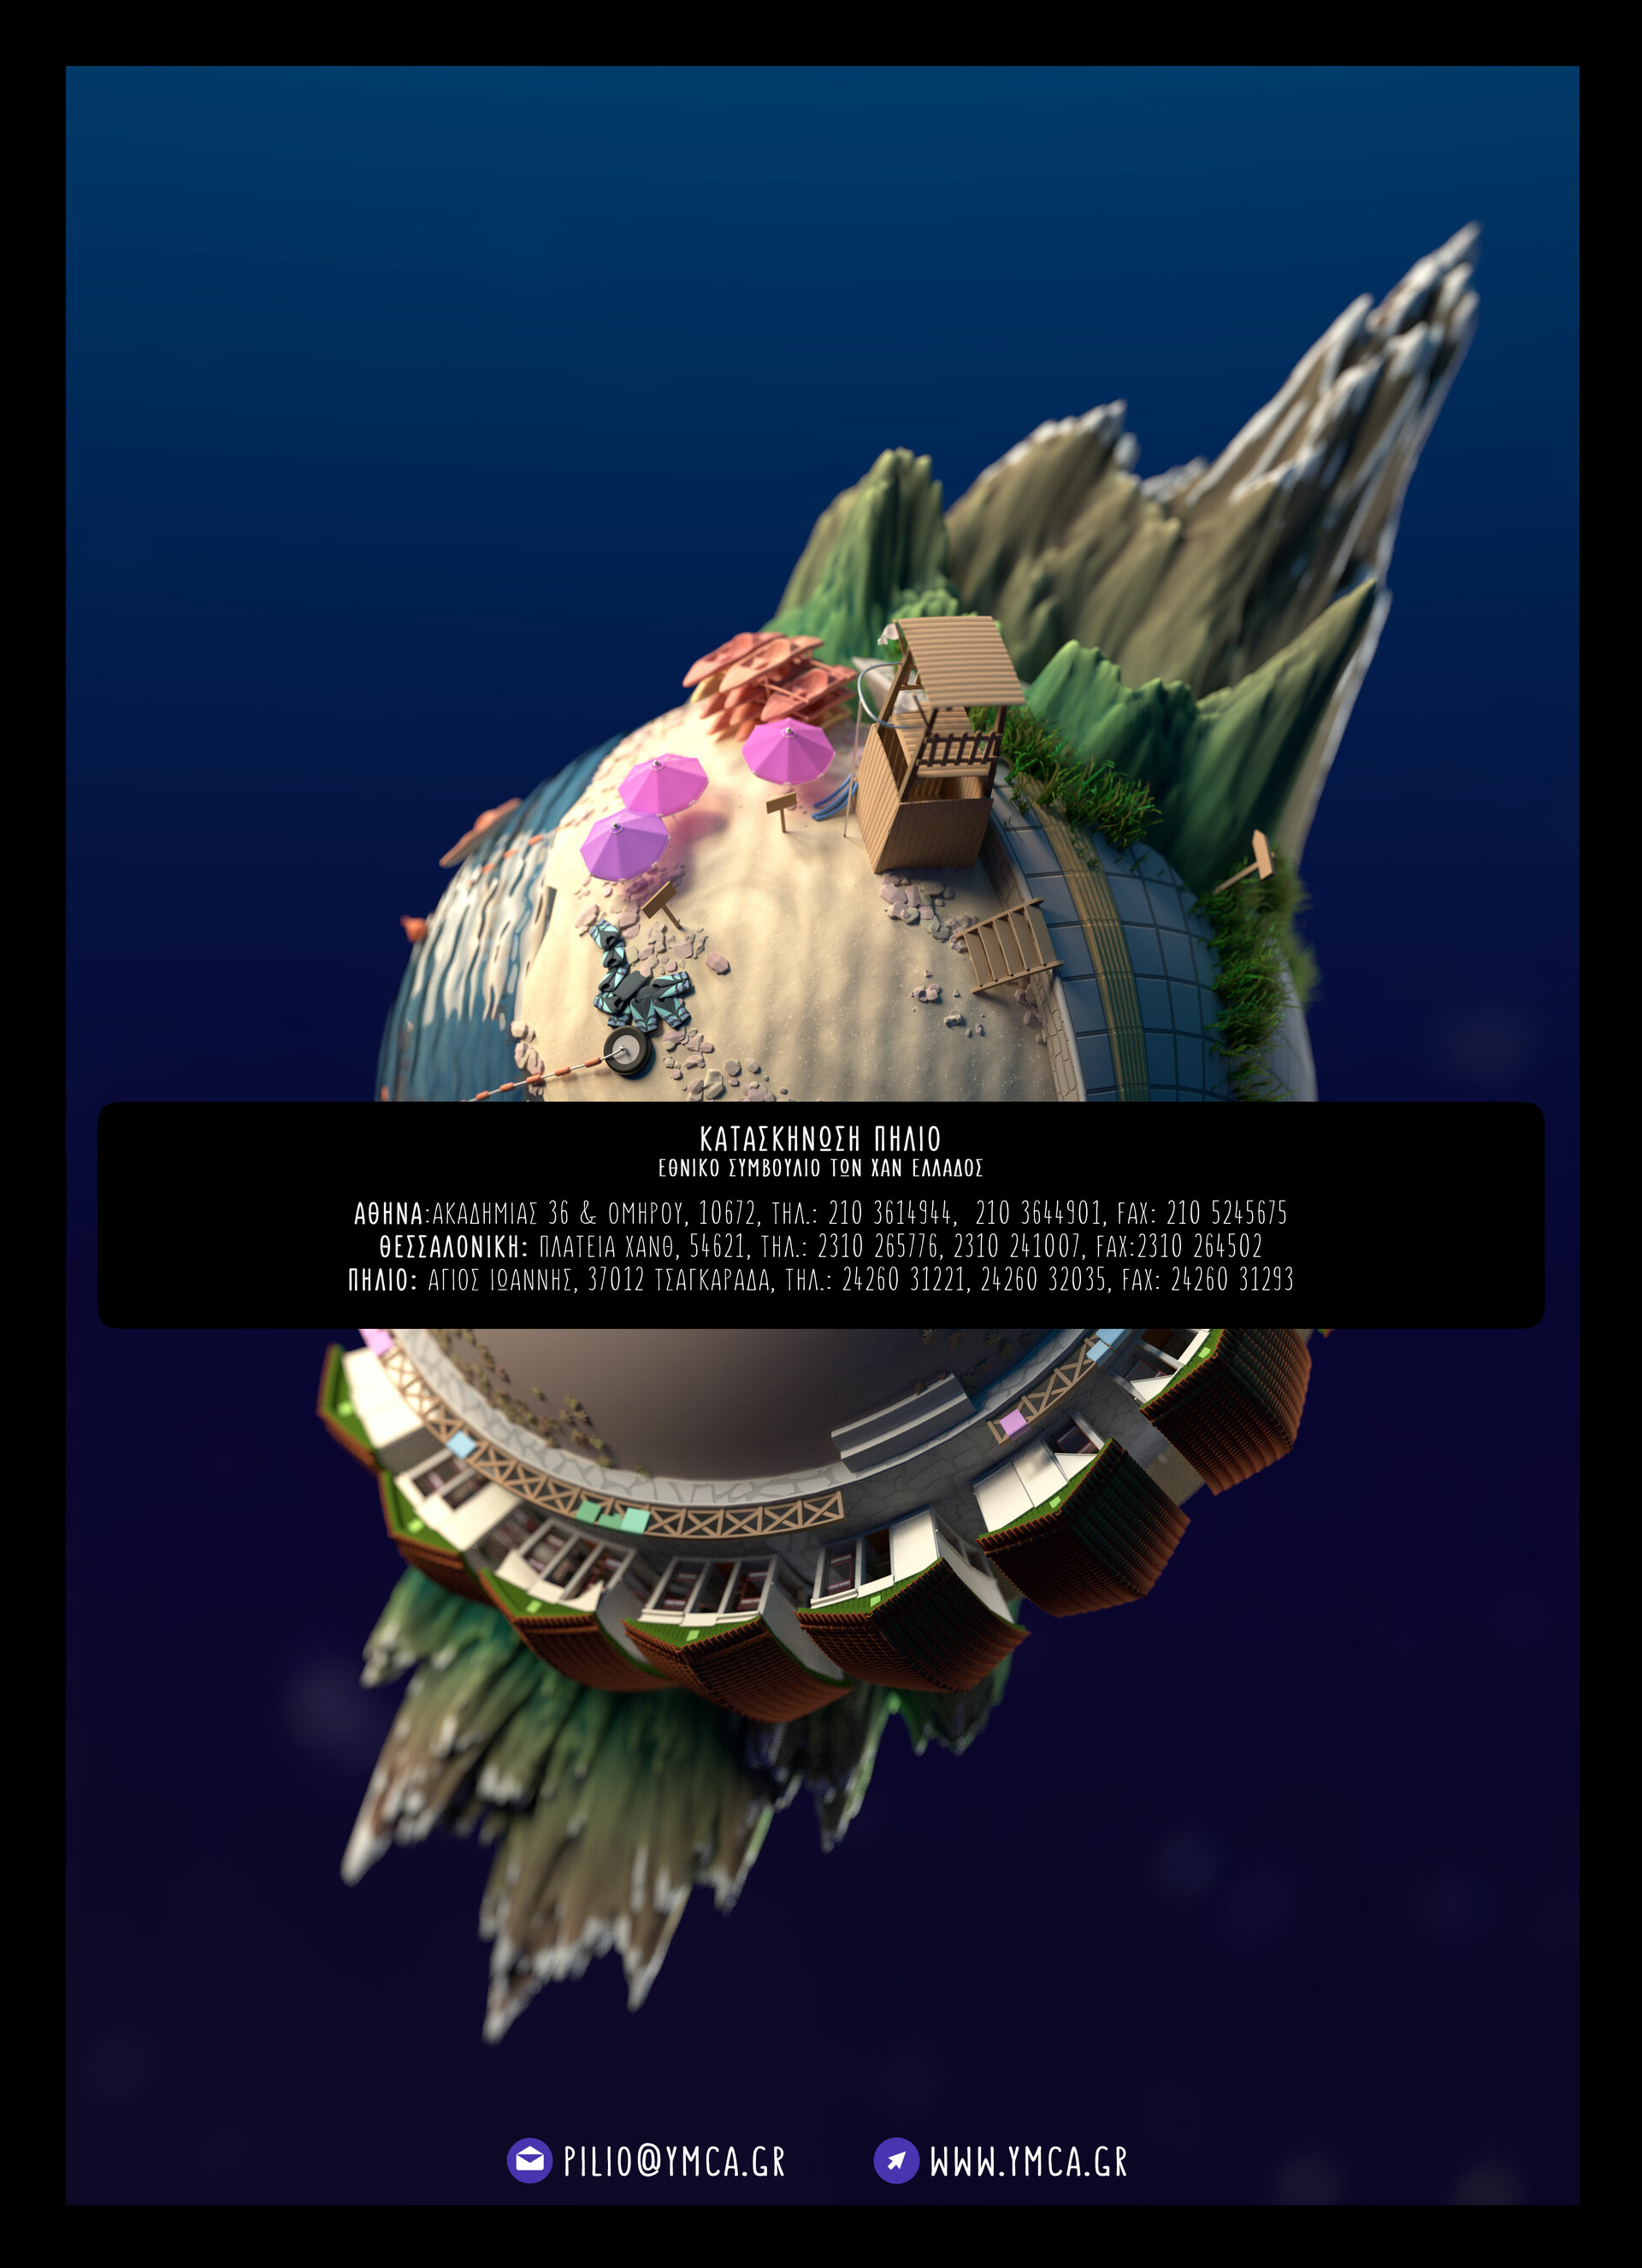 ΚΑΤΑΣΚΗΝΩΣΗ ΠΗΛΙΟ
ΕΘΝΙΚΟ ΣΥΜΒΟΥΛΙΟ ΤΩΝ ΧΑΝ ΕΛΛΑΔΟΣ
ΑΘΗΝΑ:ΑΚΑΔΗΜΙΑΣ 36 & ΟΜΗΡΟΥ, 10672, ΤΗΛ.: 210 3614944, 210 3644901, FAX: 210 5245675
ΘΕΣΣΑΛΟΝΙΚΗ: ΠΛΑΤΕΙΑ ΧΑΝΘ, 54621, ΤΗΛ.: 2310 265776, 2310 241007, FAX:2310 264502
ΠΗΛΙΟ: ΑΓΙΟΣ ΙΩΑΝΝΗΣ, 37012 ΤΣΑΓΚΑΡΑΔΑ, ΤΗΛ.: 24260 31221, 24260 32035, FAX: 24260 31293
PILIO@YMCA.GR
WWW.YMCA.GR